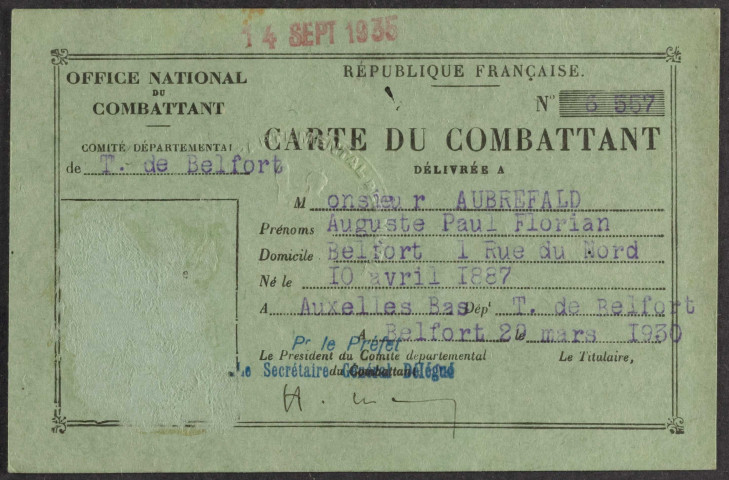 14 SEPT 1935
OFFICE NATIONAL
DU
COMBATTANT
COMITÉ DÉPARTEMENTAL
de T. de Belfort
RÉPUBLIQUE FRANÇAISE.
N° 6 557
CARTE DU COMBATTANT
DÉLIVRÉE A
Monsieur AUBREFALD
Prénoms Auguste Paul Florian
Domicile Belfort 1 Rue du Nord
Né le 10 avril 1887
A Auxelles Bas Dépt T. de Belfort
A Belfort le 29 mars 1930
Pr le Préfet
Le Président du Comité départemental Le Titulaire,
du Combattant
Le Secrétaire Général Délégué